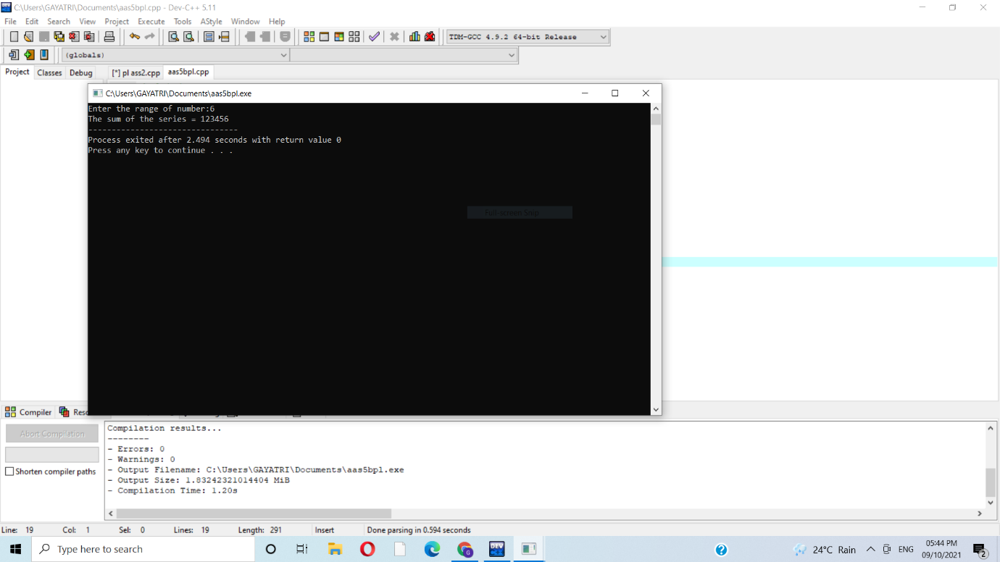 C:\Users\GAYATRI\Documents\aas5bpl.cpp - Dev-C++ 5.11
File Edit Search View Project Execute Tools AStyle Window Help
TDM-GCC 4.9.2 64-bit Release
(globals)
Project Classes Debug [*] pl ass2.cpp aas5bpl.cpp
C:\Users\GAYATRI\Documents\aas5bpl.exe
Enter the range of number:6
The sum of the series = 123456
--------------------------------
Process exited after 2.494 seconds with return value 0
Press any key to continue . . .
Full-screen Snip
Compiler Reso
Abort Compilation
Shorten compiler paths
Compilation results...
--------
- Errors: 0
- Warnings: 0
- Output Filename: C:\Users\GAYATRI\Documents\aas5bpl.exe
- Output Size: 1.83242321014404 MiB
- Compilation Time: 1.20s
Line: 19 Col: 1 Sel: 0 Lines: 19 Length: 291 Insert Done parsing in 0.594 seconds
Type here to search
DEV
G
24°C Rain
ENG
05:44 PM
09/10/2021
2